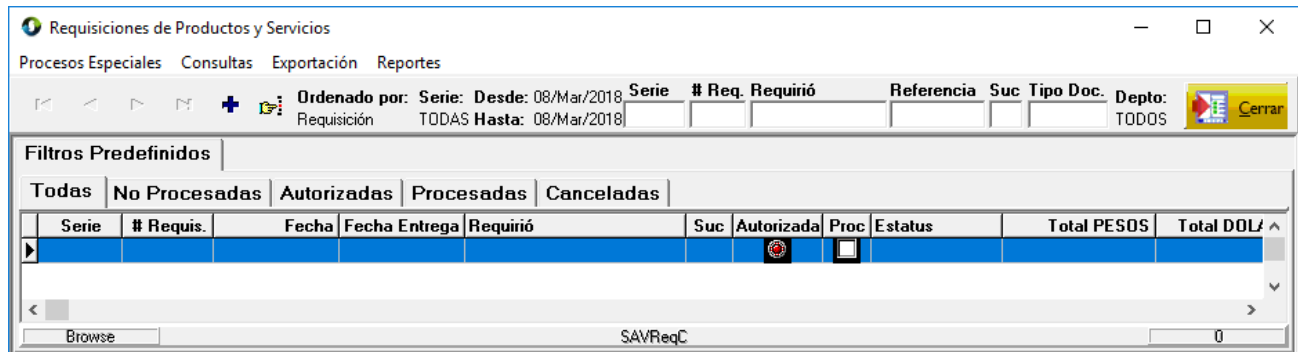 Requisiciones de Productos y Servicios
Procesos Especiales Consultas Exportación Reportes
Ordenado por: Serie: Desde: 08/Mar/2018 Serie # Req. Requirió Referencia Suc Tipo Doc. Depto: Cerrar
Requisición TODAS Hasta: 08/Mar/2018 TODOS
Filtros Predefinidos
Todas No Procesadas Autorizadas Procesadas Canceladas
Serie # Requis. Fecha Fecha Entrega Requirió Suc Autorizada Proc Estatus Total PESOS Total DOLA
Browse SAVReqC 0